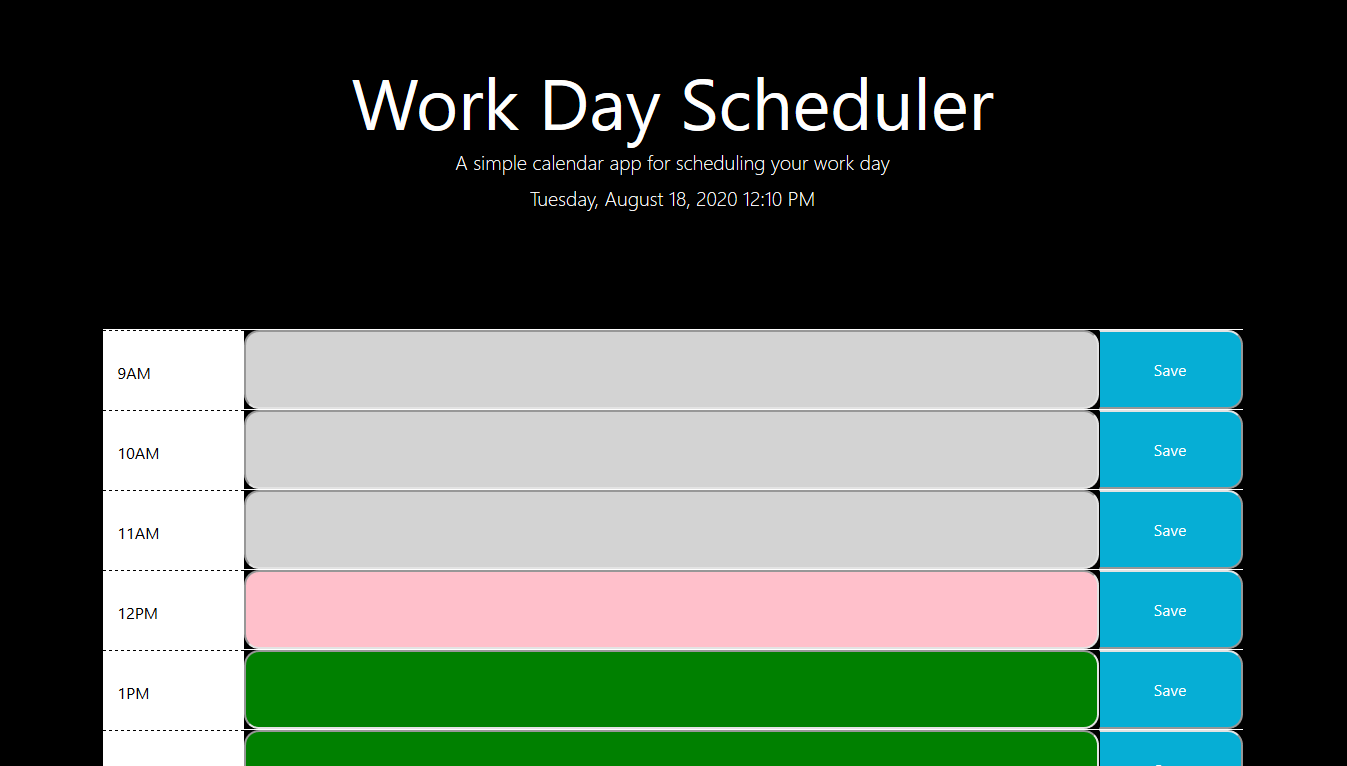 Work Day Scheduler
A simple calendar app for scheduling your work day
Tuesday, August 18, 2020 12:10 PM
9AM
Save
10AM
Save
11AM
Save
12PM
Save
1PM
Save